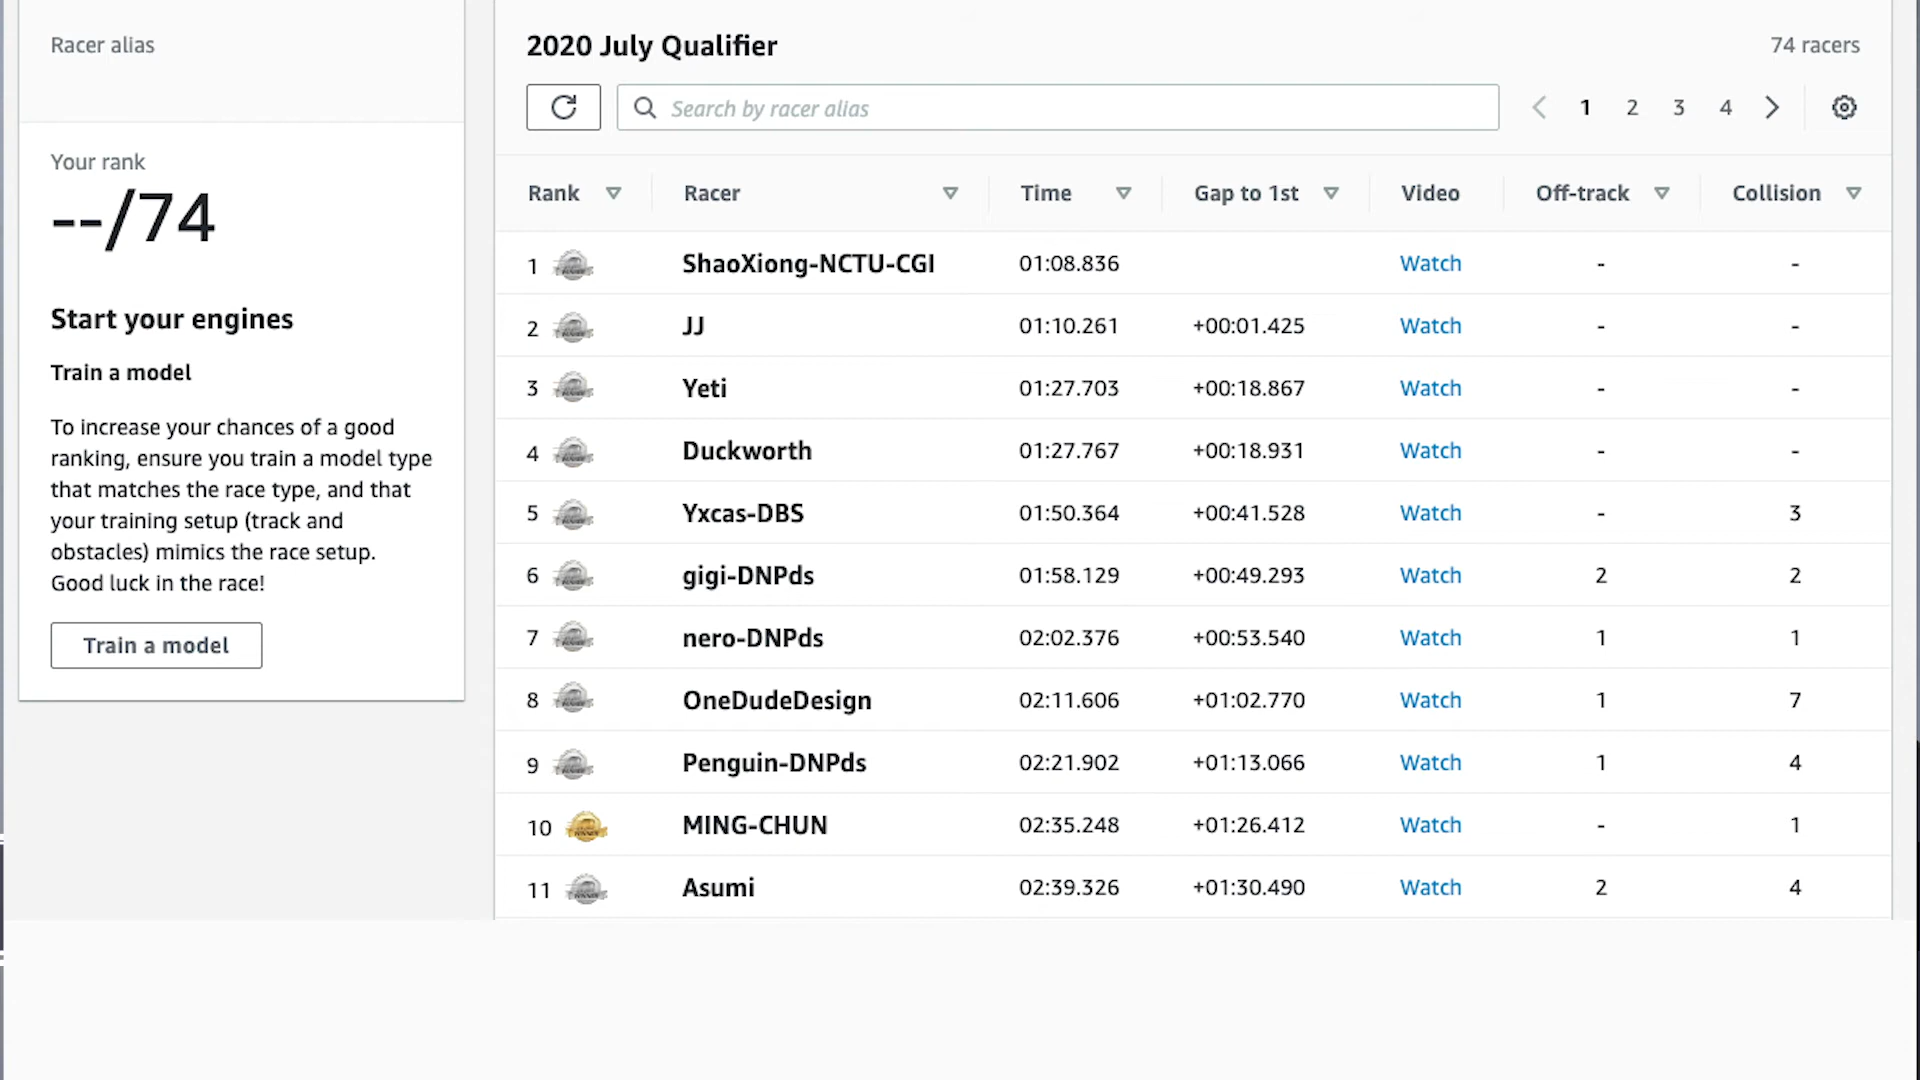 Racer alias
Your rank
--/74
Start your engines
Train a model
To increase your chances of a good
ranking, ensure you train a model type
that matches the race type, and that
your training setup (track and
obstacles) mimics the race setup.
Good luck in the race!
Train a model
2020 July Qualifier
74 racers
Search by racer alias
1 2 3 4
Rank Racer Time Gap to 1st Video Off-track Collision
1 ShaoXiong-NCTU-CGI 01:08.836 Watch - -
2 JJ 01:10.261 +00:01.425 Watch - -
3 Yeti 01:27.703 +00:18.867 Watch - -
4 Duckworth 01:27.767 +00:18.931 Watch - -
5 Yxcas-DBS 01:50.364 +00:41.528 Watch - 3
6 gigi-DNPds 01:58.129 +00:49.293 Watch 2 2
7 nero-DNPds 02:02.376 +00:53.540 Watch 1 1
8 OneDudeDesign 02:11.606 +01:02.770 Watch 1 7
9 Penguin-DNPds 02:21.902 +01:13.066 Watch 1 4
10 MING-CHUN 02:35.248 +01:26.412 Watch - 1
11 Asumi 02:39.326 +01:30.490 Watch 2 4